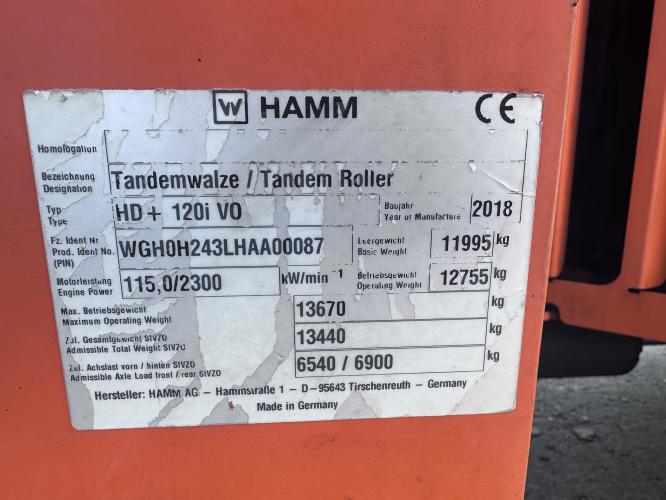 W HAMM CE
Homologation
Bezeichnung Tandemwalze / Tandem Roller
Designation
Typ HD + 120i VO Baujahr 2018
Type Year of Manufacture
Fz. Ident Nr Leergewicht
Prod. Ident No. WGH0H243LHAA00087 Basic Weight 11995 kg
(PIN)
Motorleistung 115,0/2300 kW/min -1 Betriebsgewicht 12755 kg
Engine Power Operating Weight
Max. Betriebsgewicht 13670 kg
Maximum Operating Weight
Zul. Gesamtgewicht StVZO 13440 kg
Admissible Total Weight StVZO
Zul. Achslast vorn / hinten StVZO 6540 / 6900 kg
Admissible Axle Load front / rear StVZO
Hersteller: HAMM AG - Hammstraße 1 - D-95643 Tirschenreuth - Germany
Made in Germany